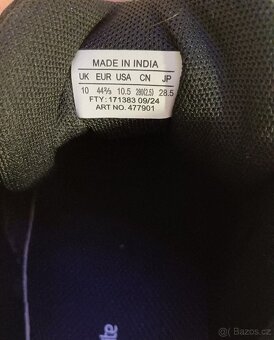 MADE IN INDIA
UK EUR USA CN JP
10 44⅔ 10.5 280(2.5) 28.5
FTY: 171383 09/24
ART NO. 477901
bazos.cz